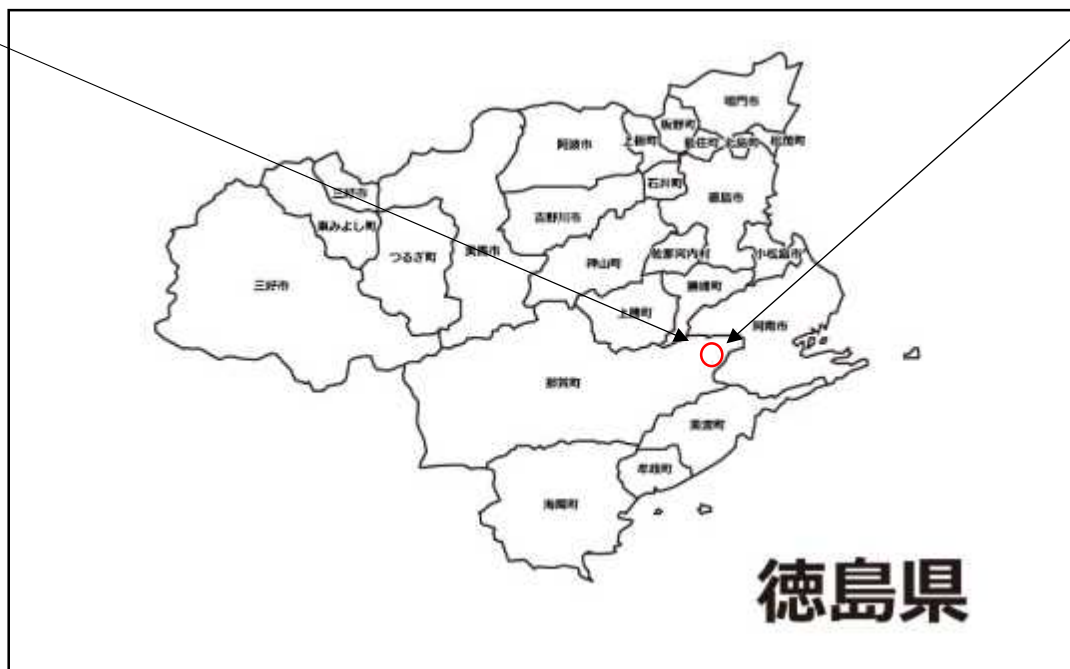 鳴門市
板野町
上板町
藍住町
北島町
松茂町
阿波市
石井町
徳島市
三好市
吉野川市
東みよし町
つるぎ町
美馬市
神山町
佐那河内村
小松島市
三好市
勝浦町
上勝町
阿南市
那賀町
美波町
牟岐町
海陽町
徳島県